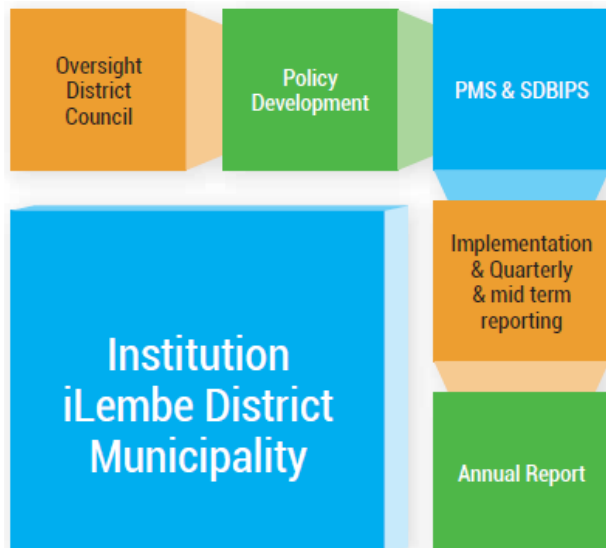 Oversight
District
Council
Policy
Development
PMS & SDBIPS
Implementation
& Quarterly
& mid term
reporting
Institution
iLembe District
Municipality
Annual Report